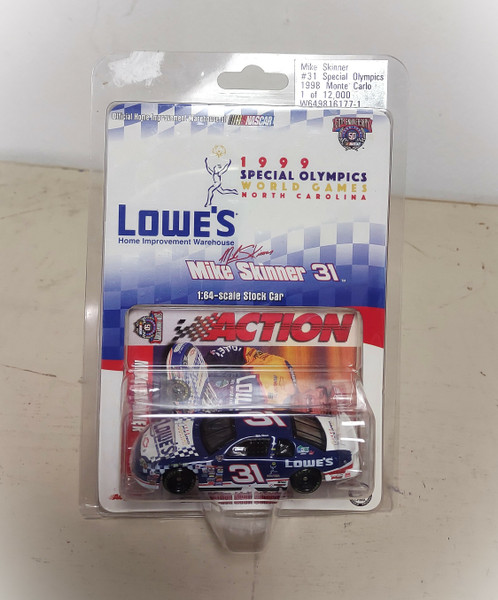 Mike Skinner
#31 Special Olympics
1998 Monte Carlo
1 of 12,000
W649816177-1
NASCAR
50
1999
SPECIAL OLYMPICS
WORLD GAMES
NORTH CAROLINA
LOWE'S
Home Improvement Warehouse
Mike Skinner 31
1:64-scale Stock Car
ACTION
LOWE'S
31
31
LOWE'S